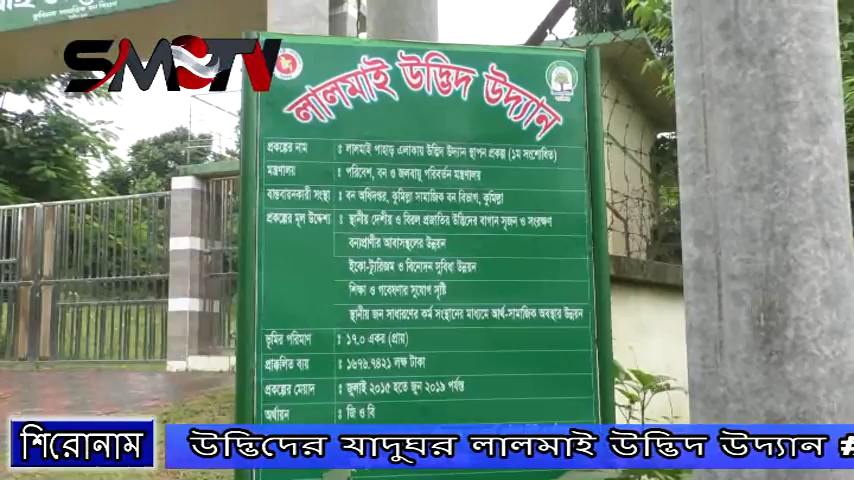 SMTV
লালমাই উদ্ভিদ উদ্যান
প্রকল্পের নাম : লালমাই পাহাড় এলাকায় উদ্ভিদ উদ্যান স্থাপন প্রকল্প (১ম সংশোধিত)
মন্ত্রণালয় : পরিবেশ, বন ও জলবায়ু পরিবর্তন মন্ত্রণালয়
বাস্তবায়নকারী সংস্থা : বন অধিদপ্তর, কুমিল্লা সামাজিক বন বিভাগ, কুমিল্লা
প্রকল্পের মূল উদ্দেশ্য : স্থানীয় দেশীয় ও বিরল প্রজাতির উদ্ভিদের বাগান সৃজন ও সংরক্ষণ
বন্যপ্রাণীর আবাসস্থলের উন্নয়ন
ইকো-ট্যুরিজম ও বিনোদন সুবিধা উন্নয়ন
শিক্ষা ও গবেষণার সুযোগ সৃষ্টি
স্থানীয় জন সাধারণের কর্ম সংস্থানের মাধ্যমে আর্থ-সামাজিক অবস্থার উন্নয়ন
ভূমির পরিমাণ : ১৭.০ একর (প্রায়)
প্রাক্কলিত ব্যয় : ১৬৭৬.৭৪২১ লক্ষ টাকা
প্রকল্পের মেয়াদ : জুলাই ২০১৫ হতে জুন ২০১৯ পর্যন্ত
অর্থায়ন : জি ও বি
শিরোনাম
উদ্ভিদের যাদুঘর লালমাই উদ্ভিদ উদ্যান #